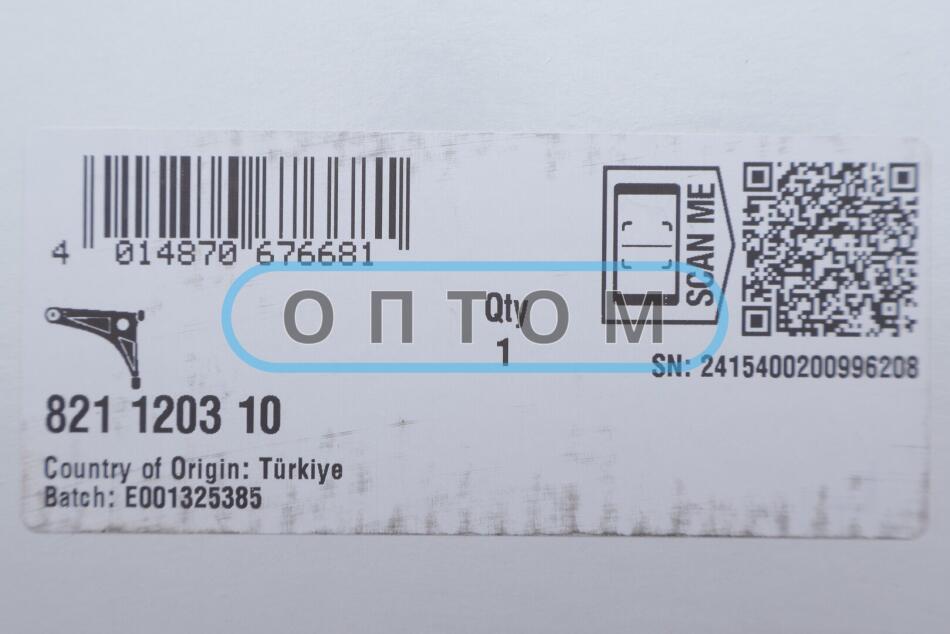 4 014870 676681
SCAN ME
ОПТОМ
Qty
1
SN: 2415400200996208
821 1203 10
Country of Origin: Türkiye
Batch: E001325385